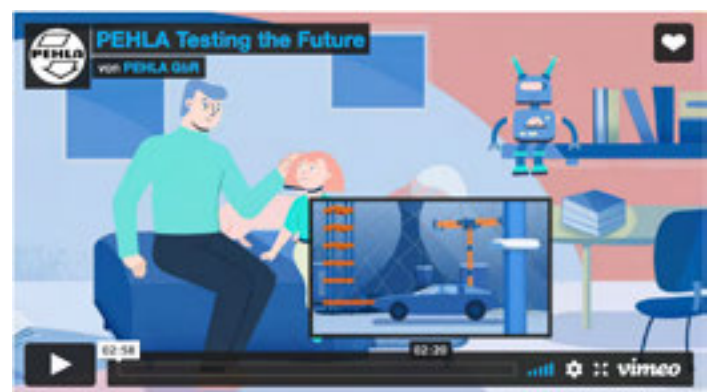 PEHLA Testing the Future
PEHLA
von PEHLA GbR
02:58
02:20
vimeo